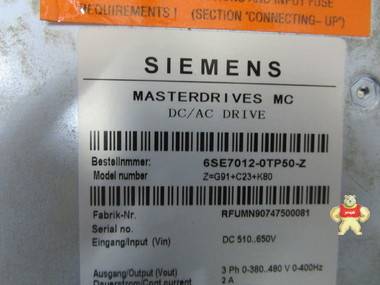 REQUIREMENTS ! (SECTION "CONNECTING- UP")
SIEMENS
MASTERDRIVES MC
DC/AC DRIVE
Bestellnmmer: 6SE7012-0TP50-Z
Model number Z=G91+C23+K80
Fabrik-Nr. RFUMN90747500081
Serial no.
Eingang/Input (Vin) DC 510..650V
Ausgang/Output (Vout) 3 Ph 0-380..480 V 0-400Hz
2 A